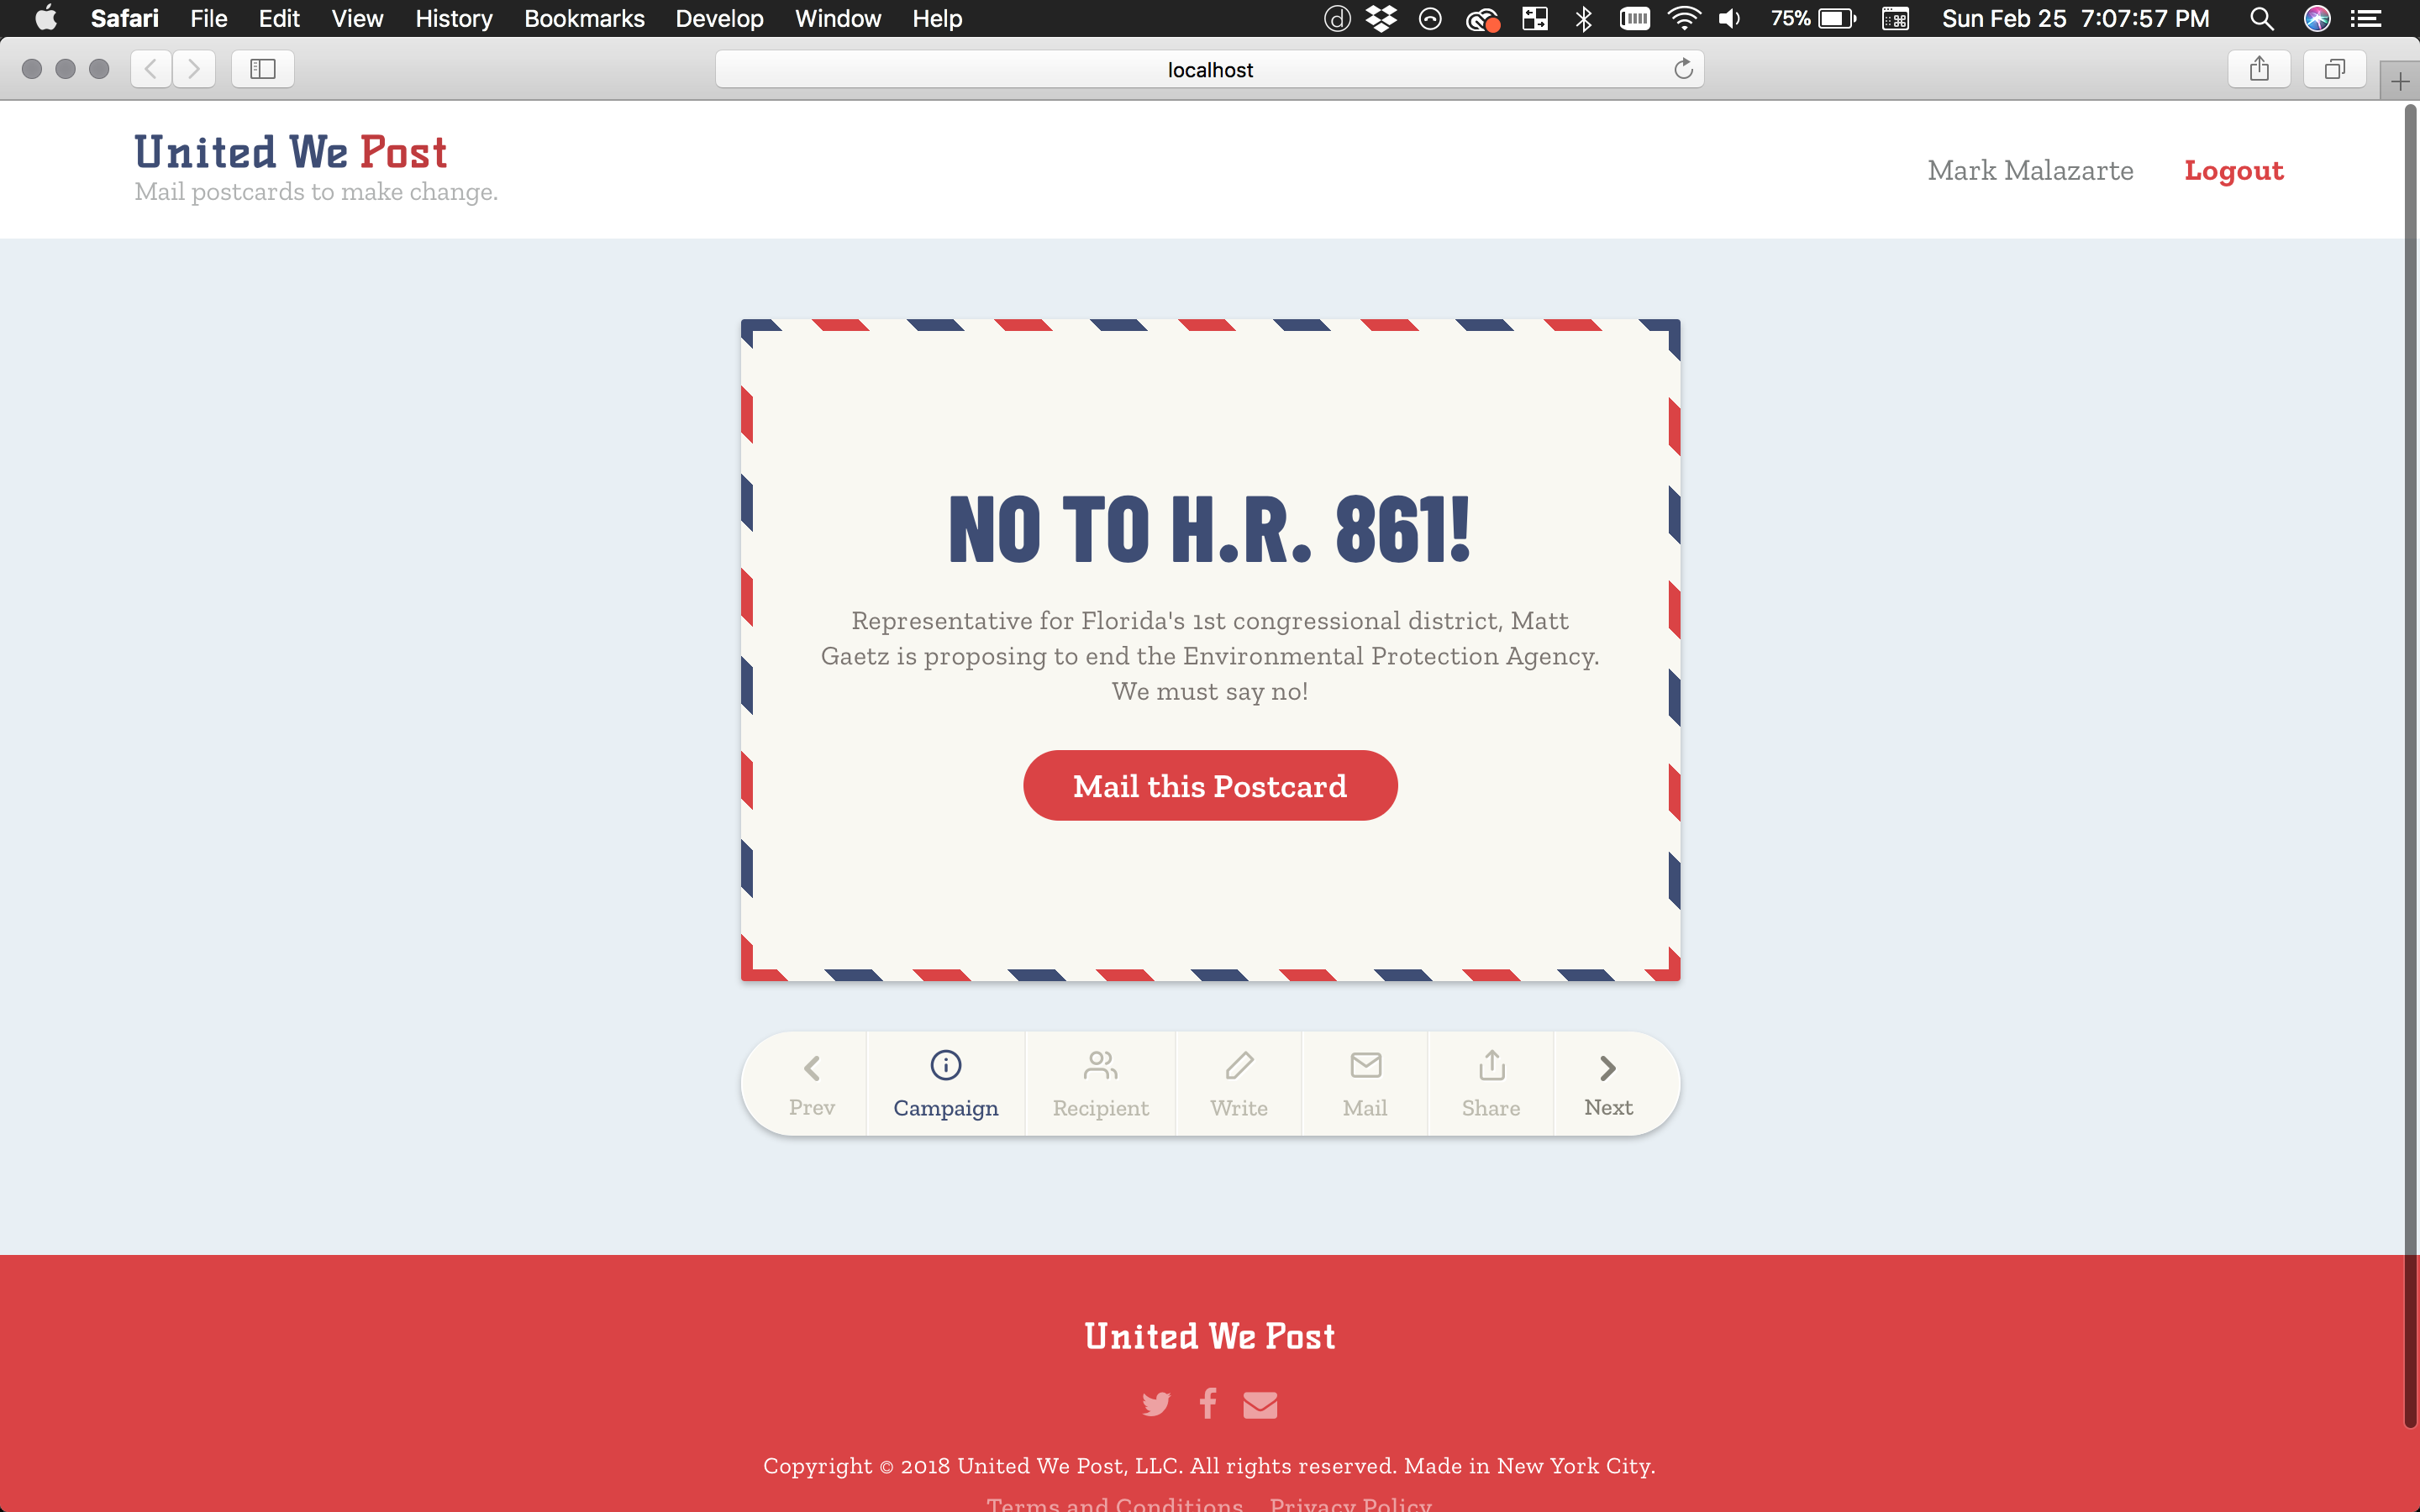 Safari File Edit View History Bookmarks Develop Window Help 75% Sun Feb 25 7:07:57 PM
localhost
United We Post
Mail postcards to make change.
Mark Malazarte Logout
NO TO H.R. 861!
Representative for Florida's 1st congressional district, Matt
Gaetz is proposing to end the Environmental Protection Agency.
We must say no!
Mail this Postcard
Prev Campaign Recipient Write Mail Share Next
United We Post
Copyright © 2018 United We Post, LLC. All rights reserved. Made in New York City.
Terms and Conditions Privacy Policy